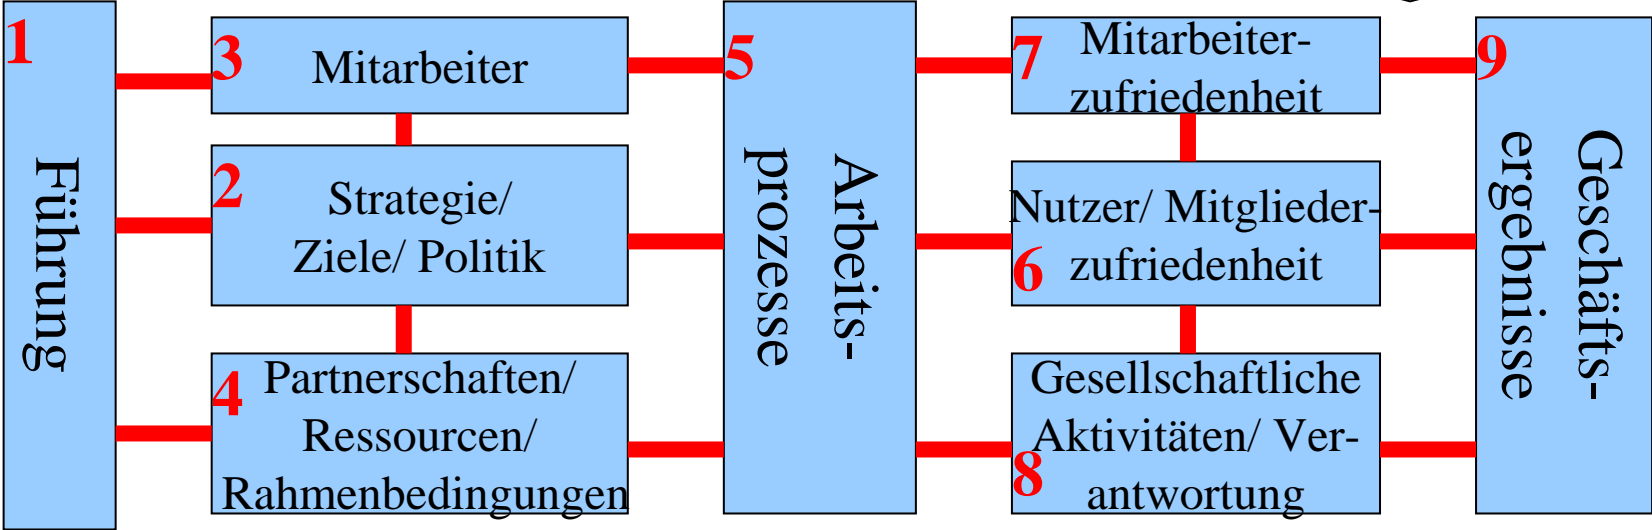 1
Führung
3
Mitarbeiter
2
Strategie/
Ziele/ Politik
4
Partnerschaften/
Ressourcen/
Rahmenbedingungen
5
Arbeits-
prozesse
7
Mitarbeiter-
zufriedenheit
Nutzer/ Mitglieder-
6
zufriedenheit
Gesellschaftliche
Aktivitäten/ Ver-
8
antwortung
9
Geschäfts-
ergebnisse